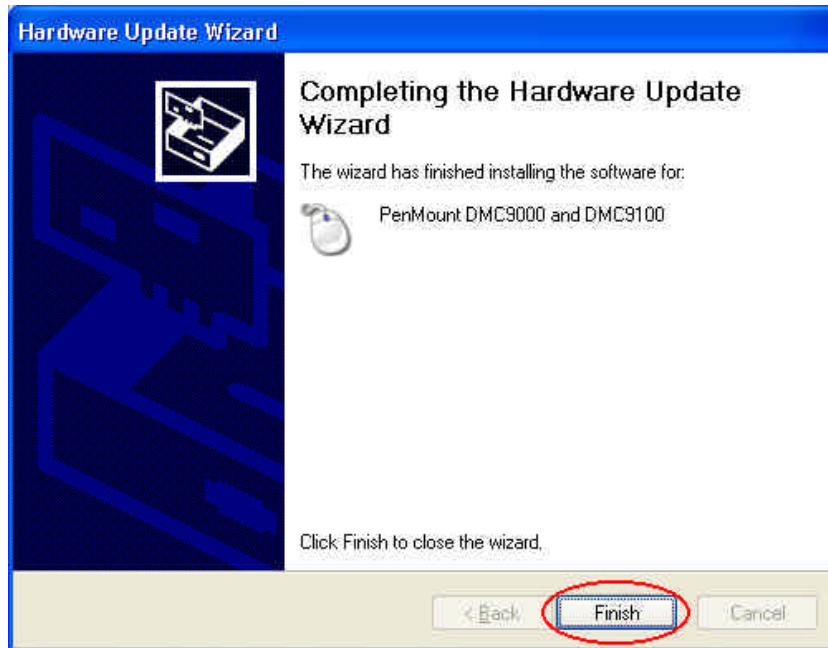 Hardware Update Wizard
Completing the Hardware Update
Wizard
The wizard has finished installing the software for:
PenMount DMC9000 and DMC9100
Click Finish to close the wizard.
< Back
Finish
Cancel